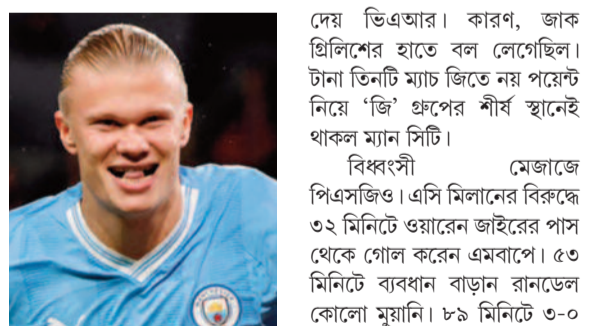 দেয় ভিএআর। কারণ, জাক
গ্রিলিশের হাতে বল লেগেছিল।
টানা তিনটি ম্যাচ জিতে নয় পয়েন্ট
নিয়ে ‘জি’ গ্রুপের শীর্ষ স্থানেই
থাকল ম্যান সিটি।
বিধ্বংসী মেজাজে
পিএসজিও। এসি মিলানের বিরুদ্ধে
৩২ মিনিটে ওয়ারেন জাইরের পাস
থেকে গোল করেন এমবাপে। ৫৩
মিনিটে ব্যবধান বাড়ান রানডেল
কোলো মুয়ানি। ৮৯ মিনিটে ৩-০